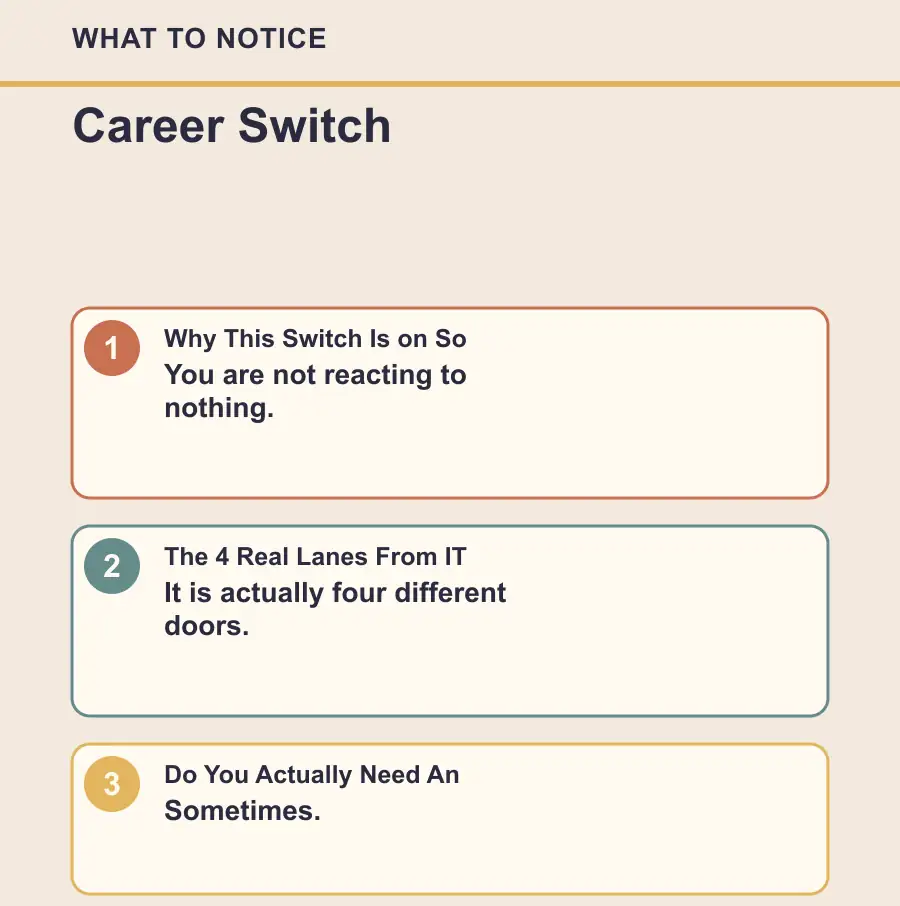 WHAT TO NOTICE
Career Switch
1
Why This Switch Is on So
You are not reacting to
nothing.
2
The 4 Real Lanes From IT
It is actually four different
doors.
3
Do You Actually Need An
Sometimes.